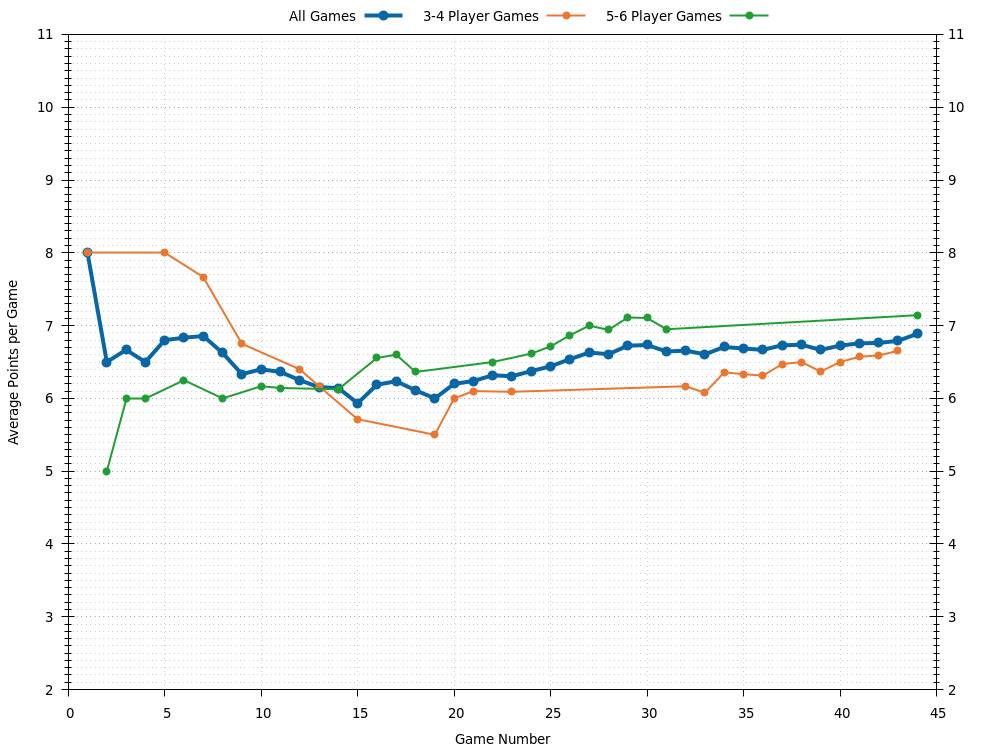 All Games 3-4 Player Games 5-6 Player Games
11 11
10 10
9 9
8 8
7 7
6 6
5 5
4 4
3 3
2 2
Average Points per Game
0 5 10 15 20 25 30 35 40 45
Game Number